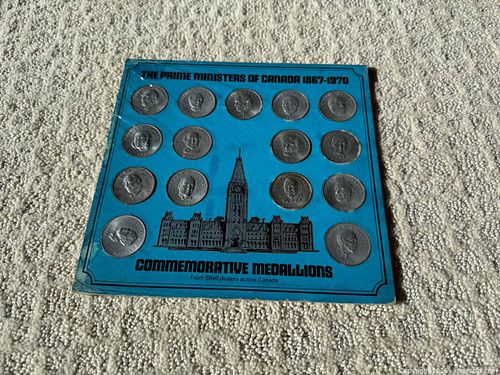 THE PRIME MINISTERS OF CANADA 1867-1970
COMMEMORATIVE MEDALLIONS
From Shell dealers across Canada